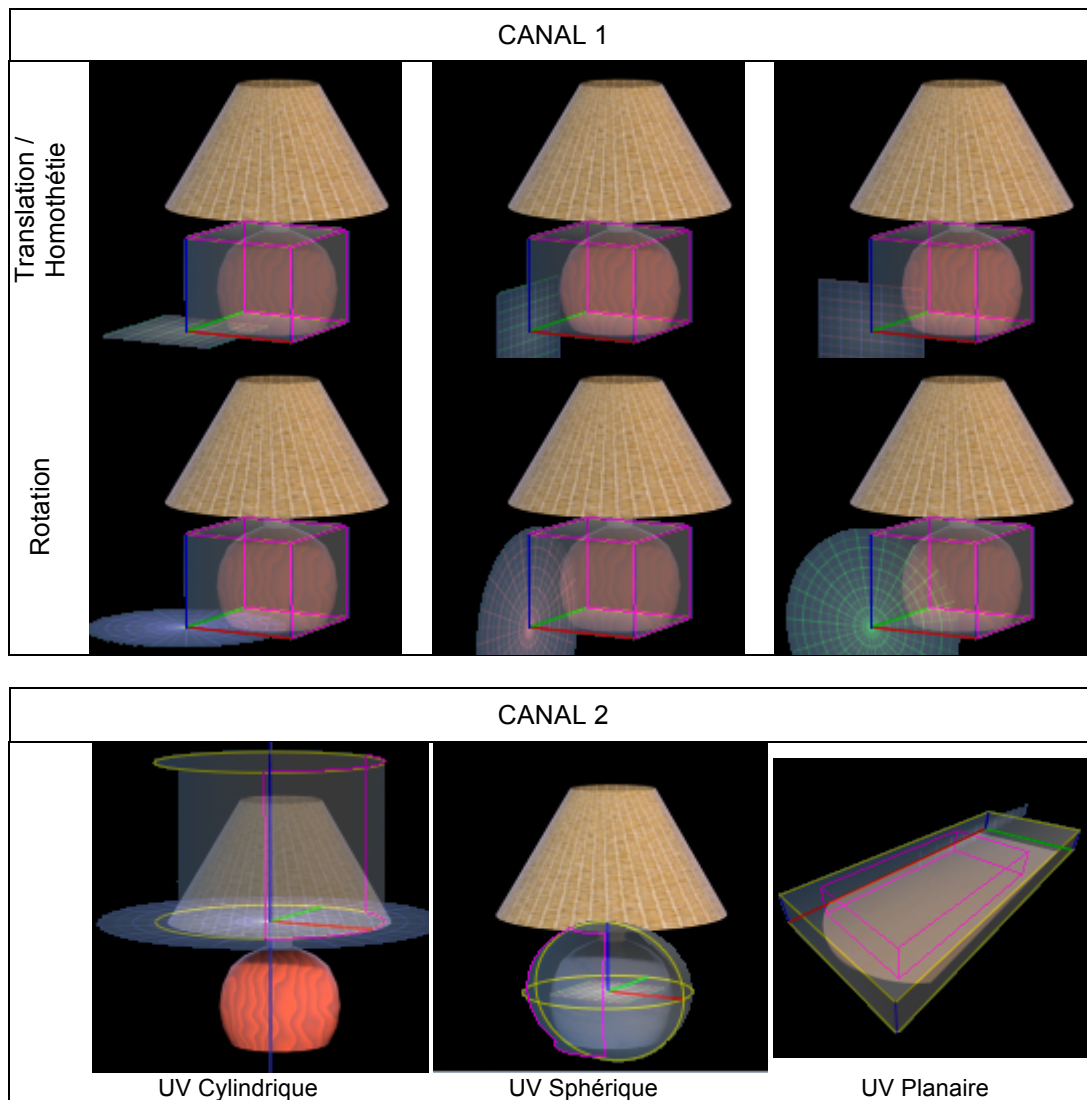 CANAL 1
Translation /
Homothétie
Rotation
CANAL 2
UV Cylindrique
UV Sphérique
UV Planaire